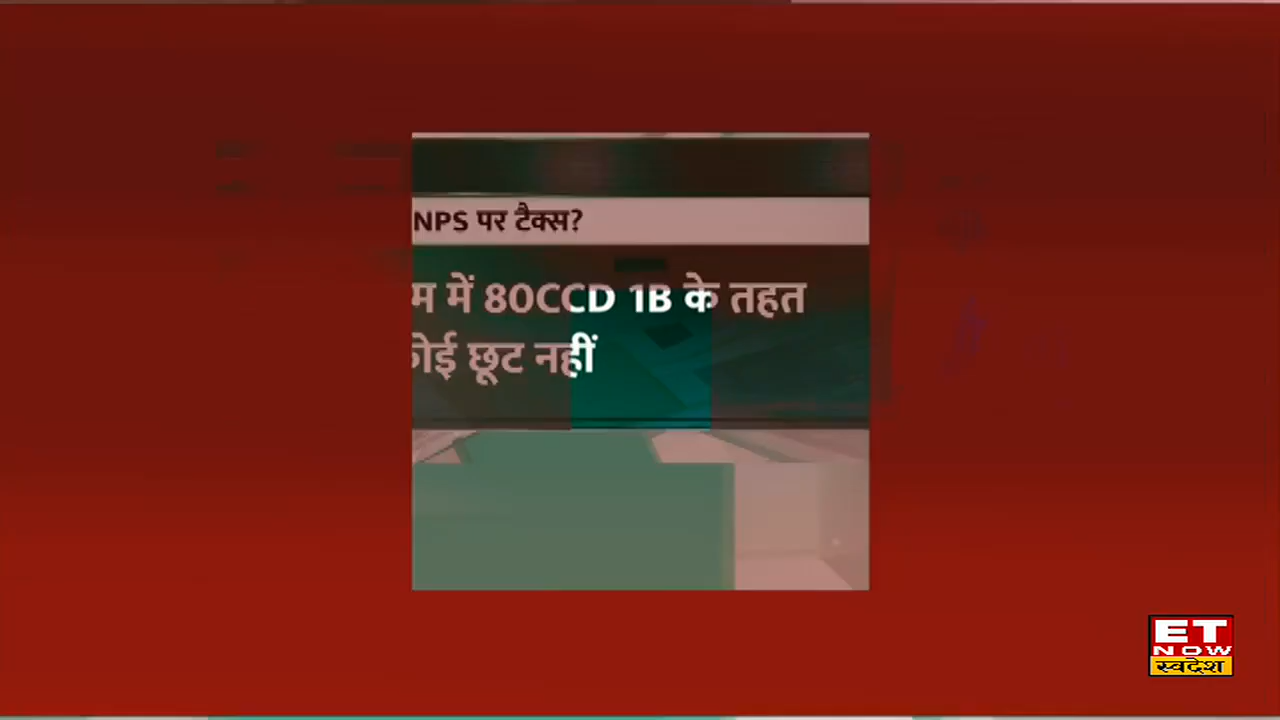 NPS पर टैक्स?
में 80CCD 1B के तहत
छूट नहीं
ET
NOW
स्वदेश